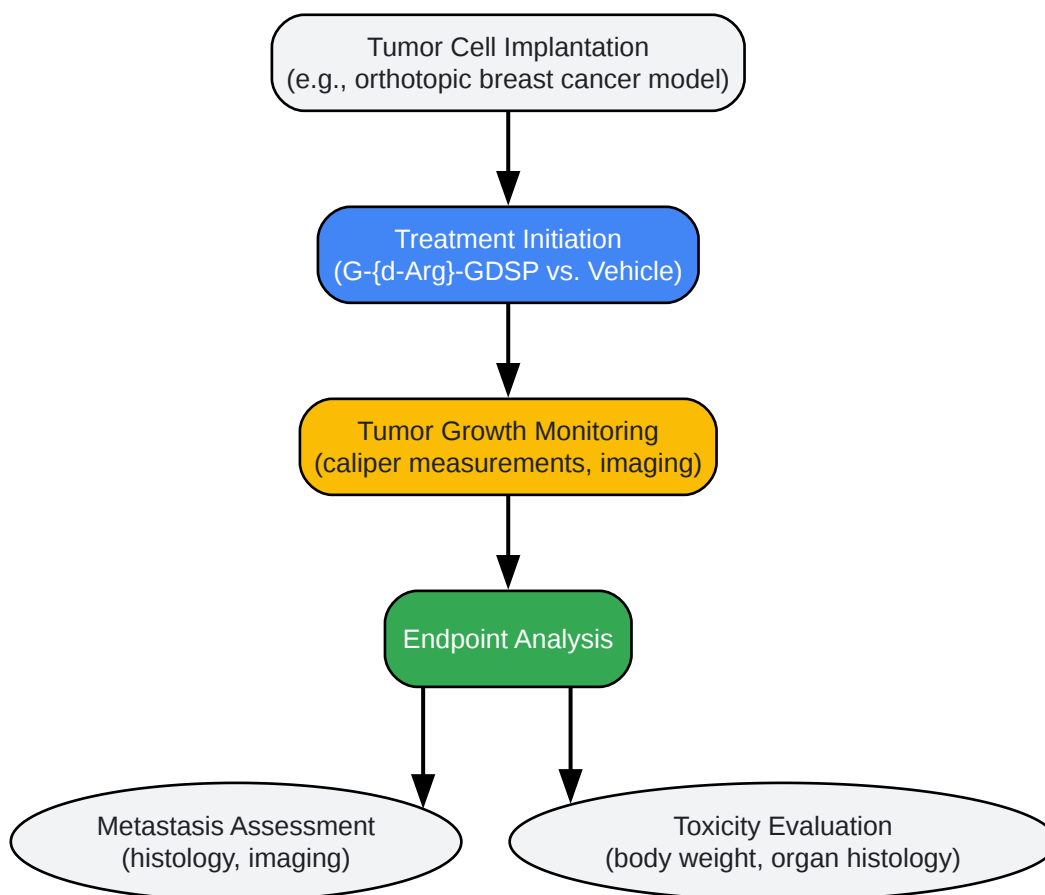 Tumor Cell Implantation
(e.g., orthotopic breast cancer model)
Treatment Initiation
(G-{d-Arg}-GDSP vs. Vehicle)
Tumor Growth Monitoring
(caliper measurements, imaging)
Endpoint Analysis
Metastasis Assessment
(histology, imaging)
Toxicity Evaluation
(body weight, organ histology)